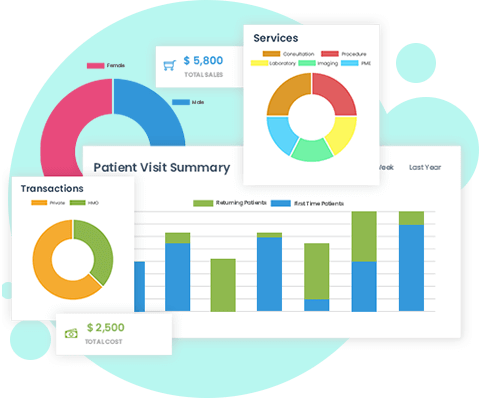 Services
Consultation
Procedure
Laboratory
Imaging
PME
$ 5,800
TOTAL SALES
Female
Male
Patient Visit Summary
Week
Last Year
Returning Patients
First Time Patients
Transactions
Private
HMO
$ 2,500
TOTAL COST